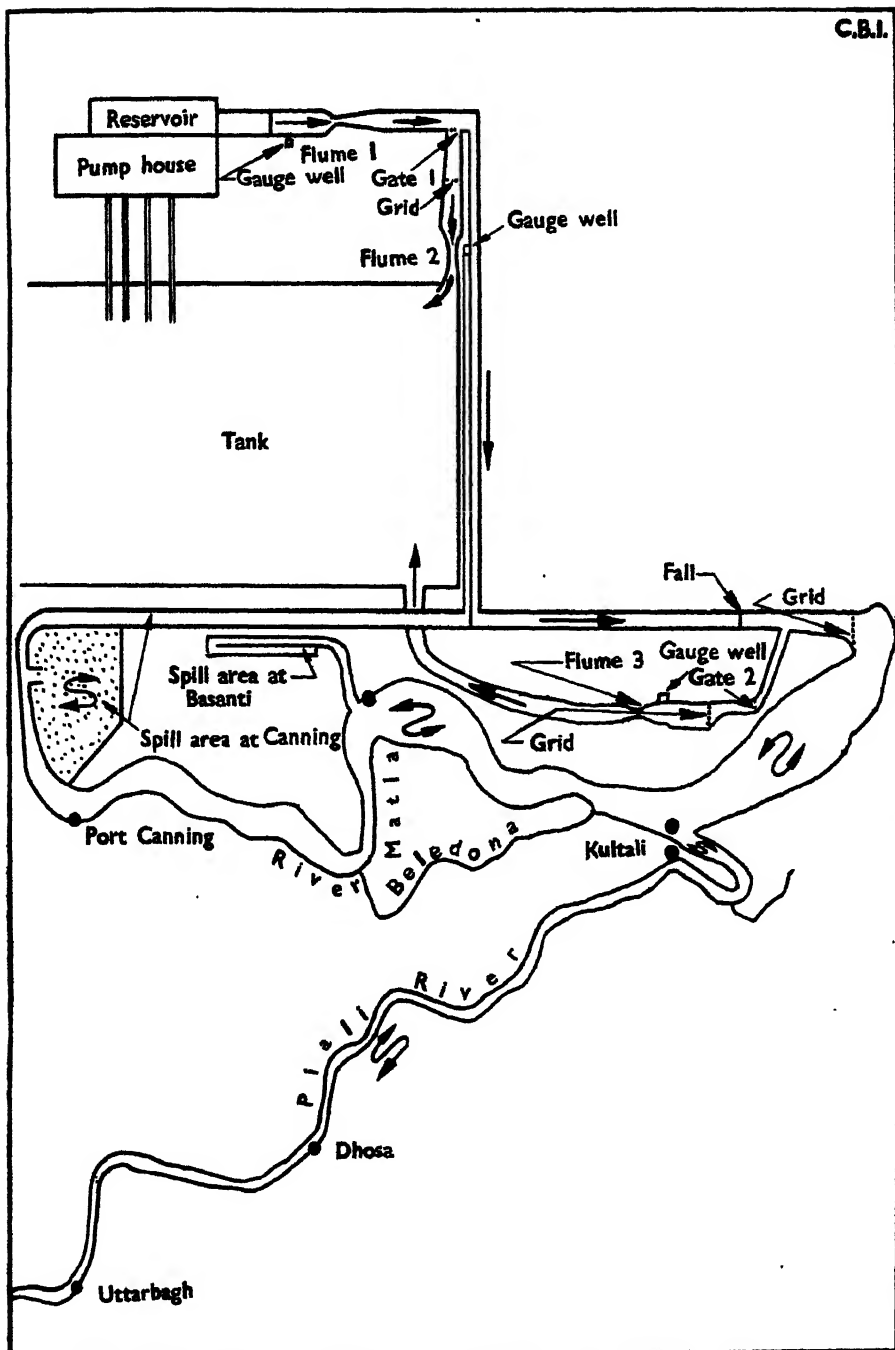 C.B.I.
Reservoir
Pump house
Flume 1
Gauge well
Gate 1
Grid
Gauge well
Flume 2
Tank
Fall
Grid
Flume 3
Gauge well
Gate 2
Spill area at
Basanti
Grid
Spill area at Canning
Port Canning
River Matla
Beledona
Kultali
Piali River
Dhosa
Uttarbagh